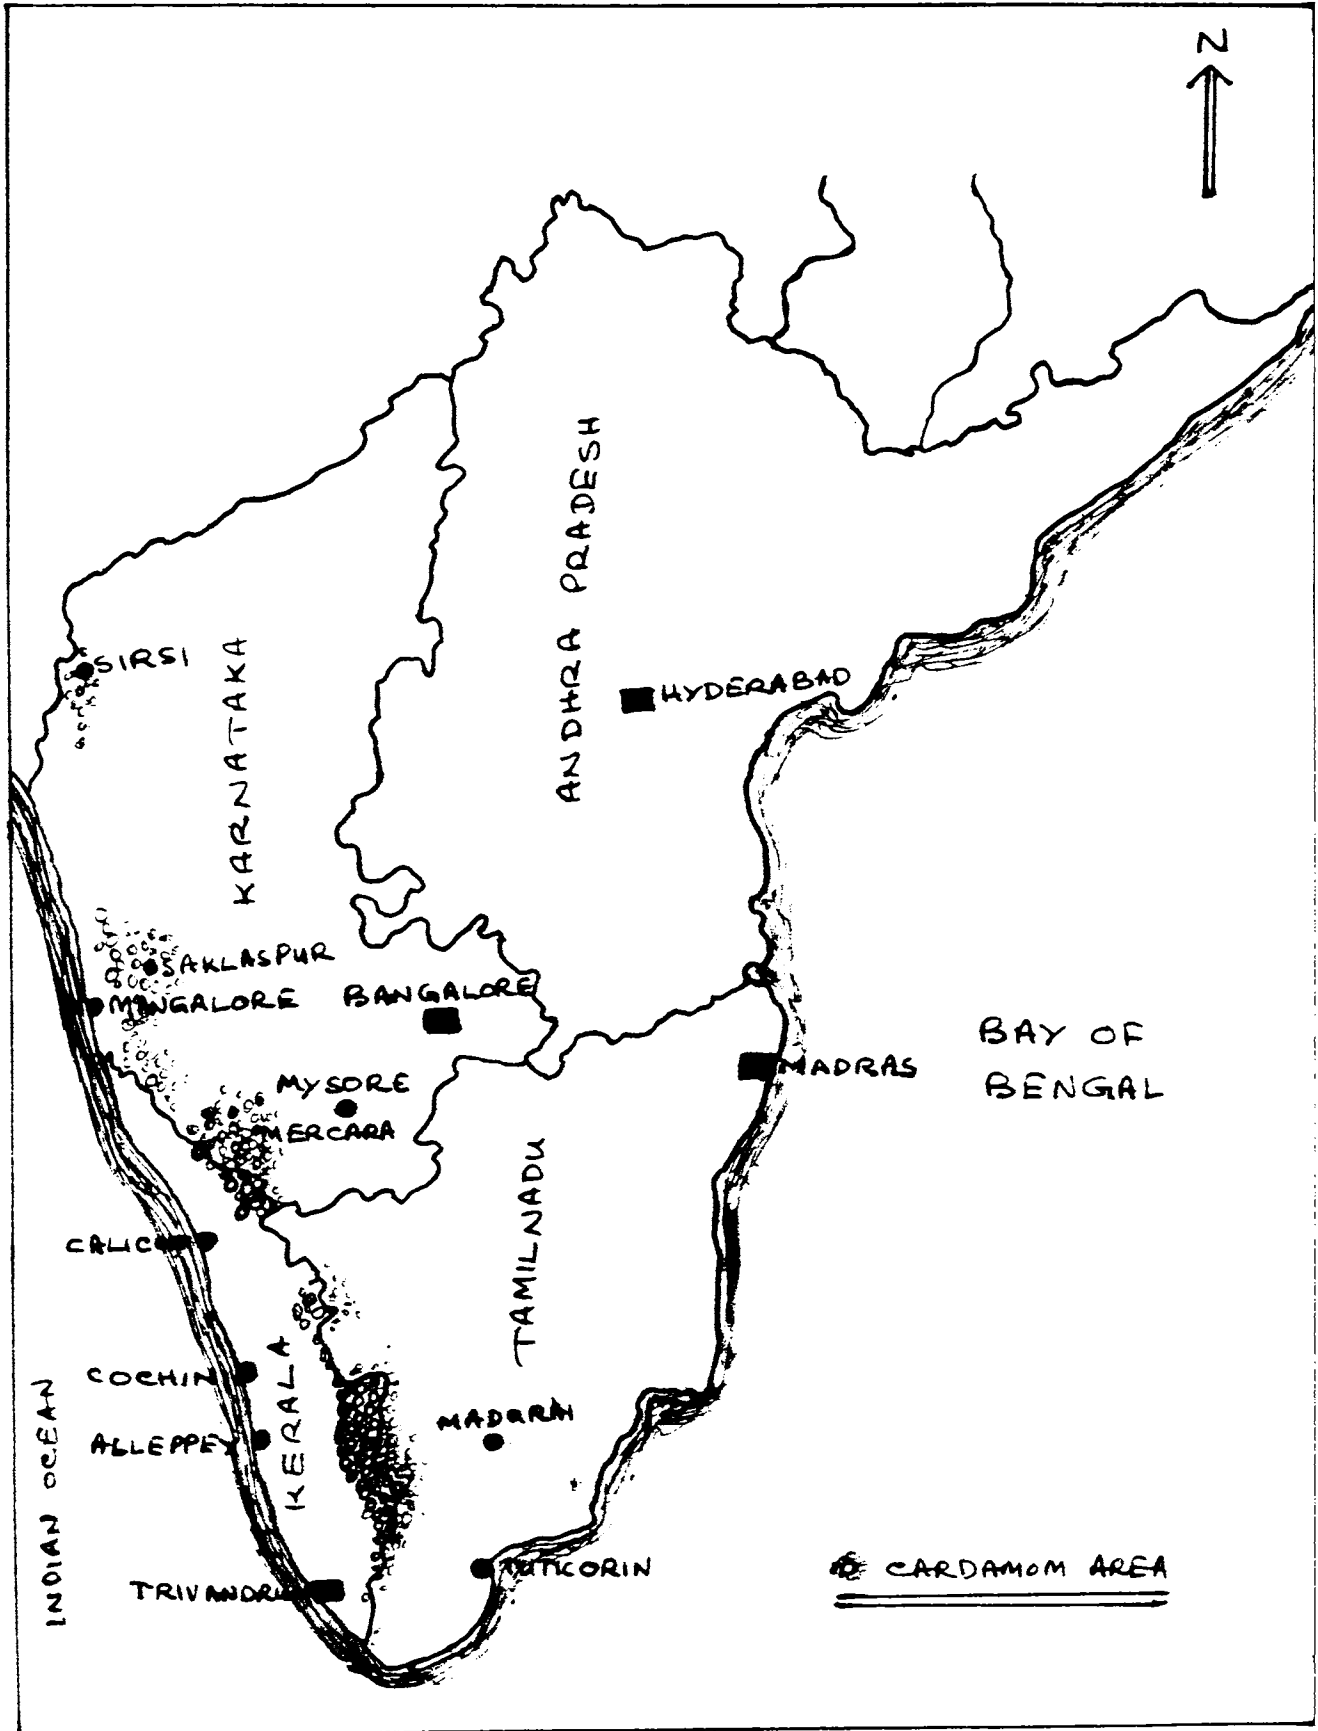 N
SIRSI
KARNATAKA
ANDHRA PRADESH
HYDERABAD
SAKLASPUR
MANGALORE
BANGALORE
BAY OF
BENGAL
MADRAS
MYSORE
MERCARA
TAMILNADU
COCHIN
KERALA
MADURAI
ALLEPPEY
INDIAN OCEAN
TUTICORIN
CARDAMOM AREA